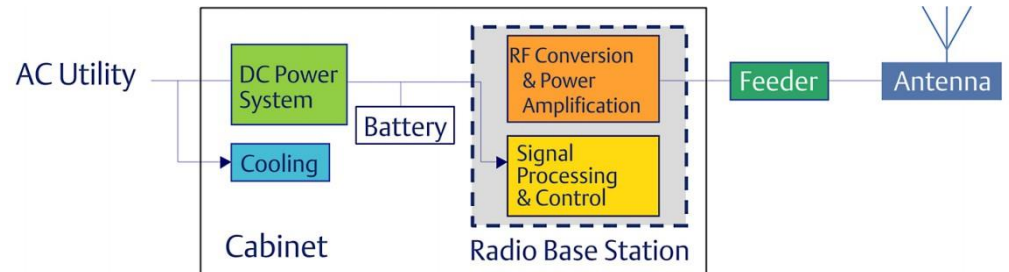 AC Utility
DC Power
System
Battery
Cooling
Cabinet
RF Conversion
& Power
Amplification
Signal
Processing
& Control
Radio Base Station
Feeder
Antenna